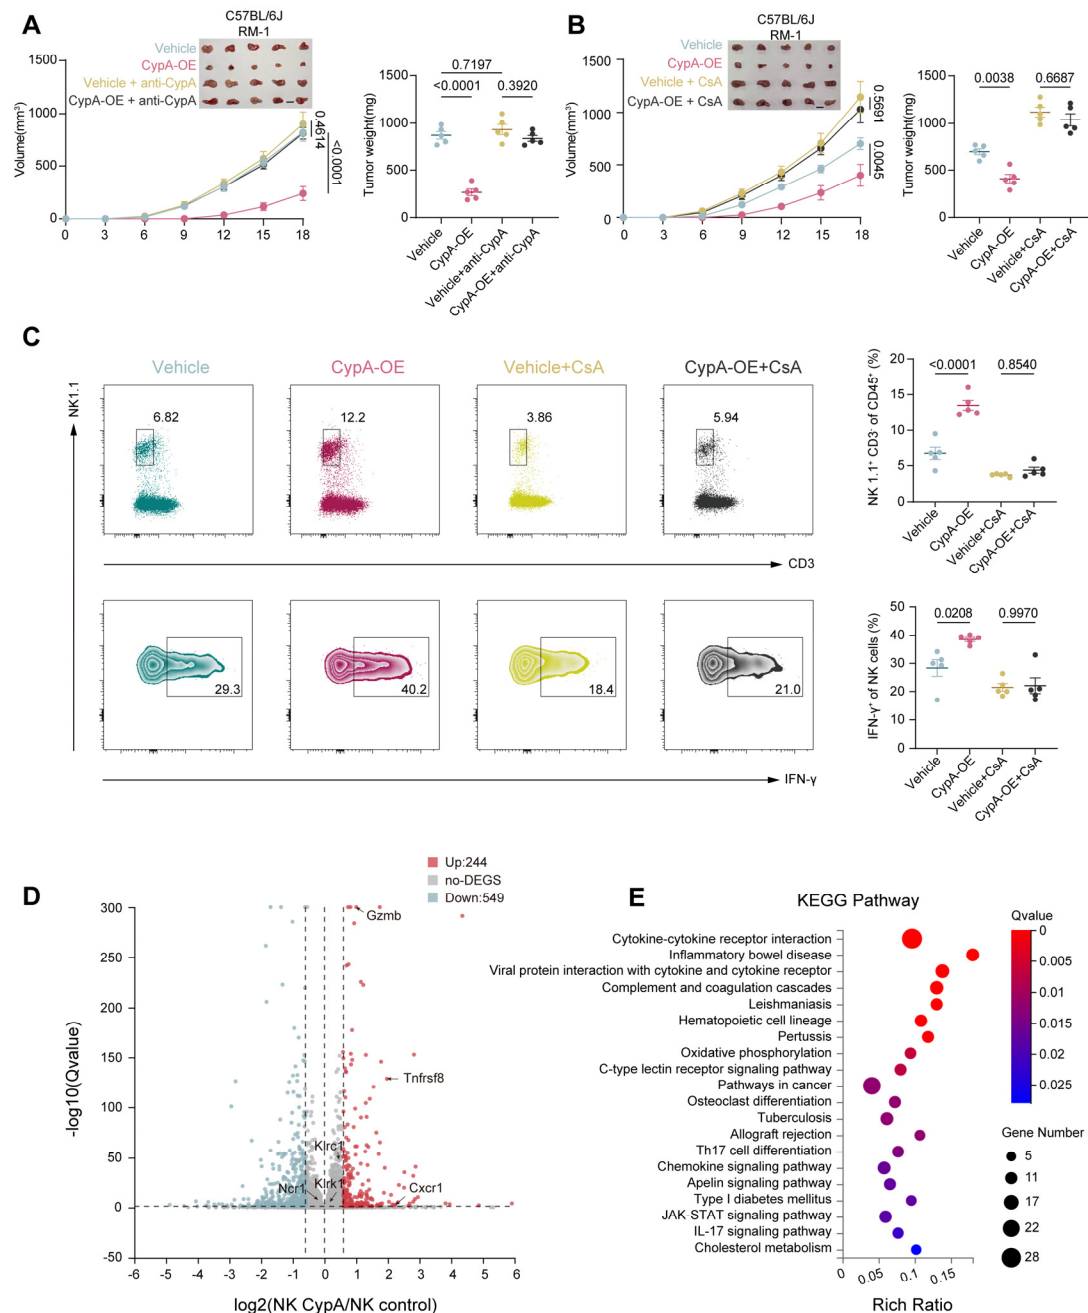 A
C57BL/6J
RM-1
Vehicle
CypA-OE
Vehicle + anti-CypA
CypA-OE + anti-CypA
Volume(mm³)
1500
1000
500
0
0 3 6 9 12 15 18
0.4614
<0.0001
Tumor weight(mg)
1500
1000
500
0
0.7197
<0.0001
0.3920
Vehicle
CypA-OE
Vehicle+anti-CypA
CypA-OE+anti-CypA
B
C57BL/6J
RM-1
Vehicle
CypA-OE
Vehicle + CsA
CypA-OE + CsA
Volume(mm³)
1500
1000
500
0
0 3 6 9 12 15 18
0.5691
0.0045
Tumor weight(mg)
1500
1000
500
0
0.0038
0.6687
Vehicle
CypA-OE
Vehicle+CsA
CypA-OE+CsA
C
Vehicle
CypA-OE
Vehicle+CsA
CypA-OE+CsA
NK1.1
6.82
12.2
3.86
5.94
CD3
29.3
40.2
18.4
21.0
IFN-γ
NK 1.1⁺ CD3⁻ of CD45⁺ (%)
20
15
10
5
0
<0.0001
0.8540
Vehicle
CypA-OE
Vehicle+CsA
CypA-OE+CsA
IFN-γ⁺ of NK cells (%)
50
40
30
20
10
0
0.0208
0.9970
Vehicle
CypA-OE
Vehicle+CsA
CypA-OE+CsA
D
Up:244
no-DEGS
Down:549
-log10(Qvalue)
300
250
200
150
100
50
0
-50
Gzmb
Tnfrsf8
Klrc1
Ncr1
Klrk1
Cxcr1
-6 -5 -4 -3 -2 -1 0 1 2 3 4 5 6
log2(NK CypA/NK control)
E
KEGG Pathway
Cytokine-cytokine receptor interaction
Inflammatory bowel disease
Viral protein interaction with cytokine and cytokine receptor
Complement and coagulation cascades
Leishmaniasis
Hematopoietic cell lineage
Pertussis
Oxidative phosphorylation
C-type lectin receptor signaling pathway
Pathways in cancer
Osteoclast differentiation
Tuberculosis
Allograft rejection
Th17 cell differentiation
Chemokine signaling pathway
Apelin signaling pathway
Type I diabetes mellitus
JAK-STAT signaling pathway
IL-17 signaling pathway
Cholesterol metabolism
0 0.05 0.1 0.15
Rich Ratio
Qvalue
0
0.005
0.01
0.015
0.02
0.025
Gene Number
5
11
17
22
28